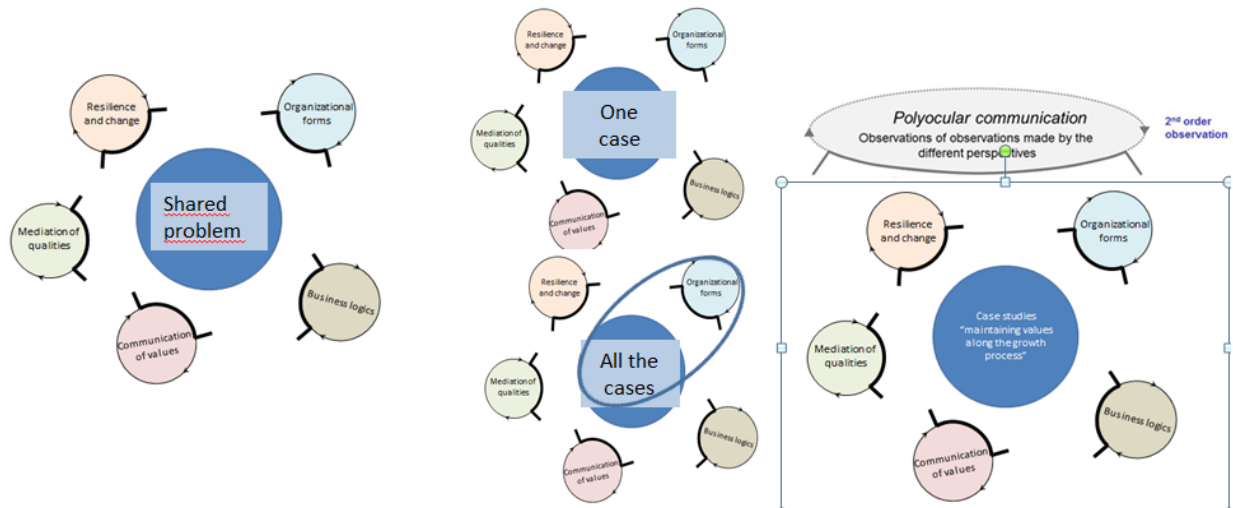 Resilience
and change
Organizational
forms
Shared
problem
Mediation of
qualities
Business logics
Communication
of values
Resilience
and change
Organizational
forms
One
case
Mediation of
qualities
Business logics
Communication
of values
Resilience
and change
Organizational
forms
All the
cases
Mediation of
qualities
Business logics
Communication
of values
Polyocular communication
Observations of observations made by the
different perspectives
2nd order
observation
Resilience
and change
Organizational
forms
Case studies
"maintaining values
along the growth
process"
Mediation of
qualities
Business logics
Communication
of values